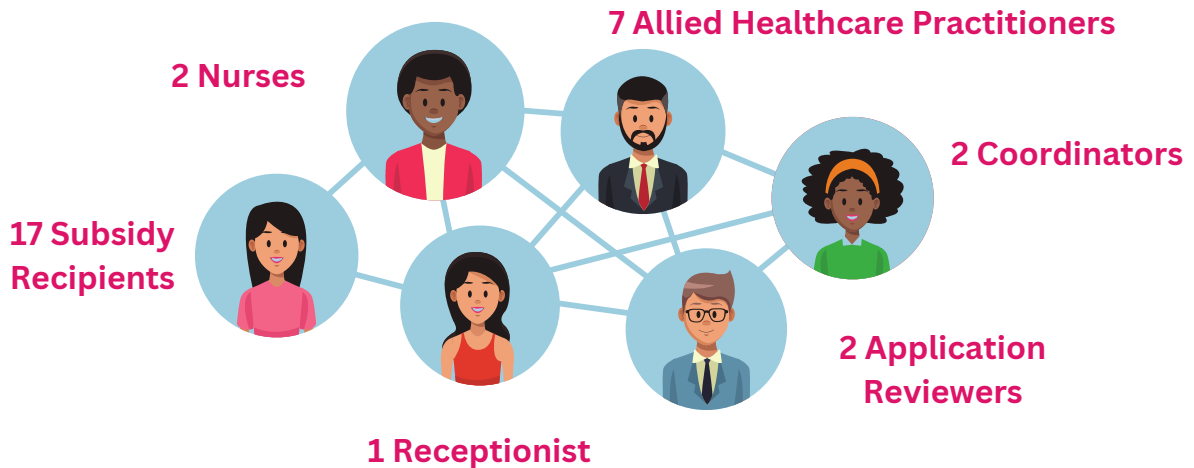 7 Allied Healthcare Practitioners
2 Nurses
2 Coordinators
17 Subsidy
Recipients
2 Application
Reviewers
1 Receptionist